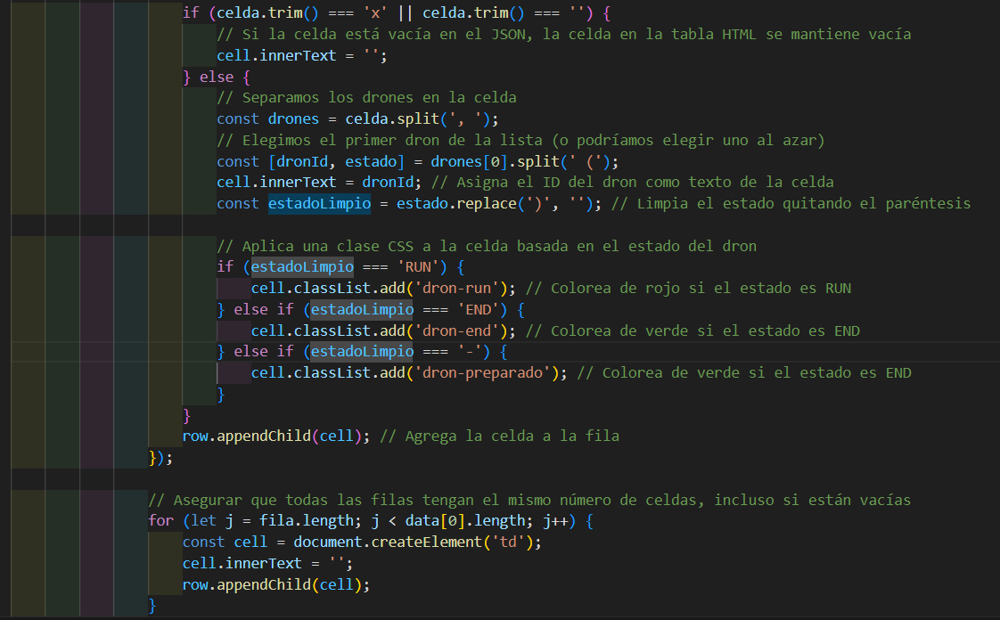 if (celda.trim() === 'x' || celda.trim() === '') {
// Si la celda está vacía en el JSON, la celda en la tabla HTML se mantiene vacía
cell.innerText = '';
} else {
// Separamos los drones en la celda
const drones = celda.split(', ');
// Elegimos el primer dron de la lista (o podríamos elegir uno al azar)
const [dronId, estado] = drones[0].split(' (');
cell.innerText = dronId; // Asigna el ID del dron como texto de la celda
const estadoLimpio = estado.replace(')', ''); // Limpia el estado quitando el paréntesis
// Aplica una clase CSS a la celda basada en el estado del dron
if (estadoLimpio === 'RUN') {
cell.classList.add('dron-run'); // Colorea de rojo si el estado es RUN
} else if (estadoLimpio === 'END') {
cell.classList.add('dron-end'); // Colorea de verde si el estado es END
} else if (estadoLimpio === '-') {
cell.classList.add('dron-preparado'); // Colorea de verde si el estado es END
}
}
row.appendChild(cell); // Agrega la celda a la fila
});
// Asegurar que todas las filas tengan el mismo número de celdas, incluso si están vacías
for (let j = fila.length; j < data[0].length; j++) {
const cell = document.createElement('td');
cell.innerText = '';
row.appendChild(cell);
}